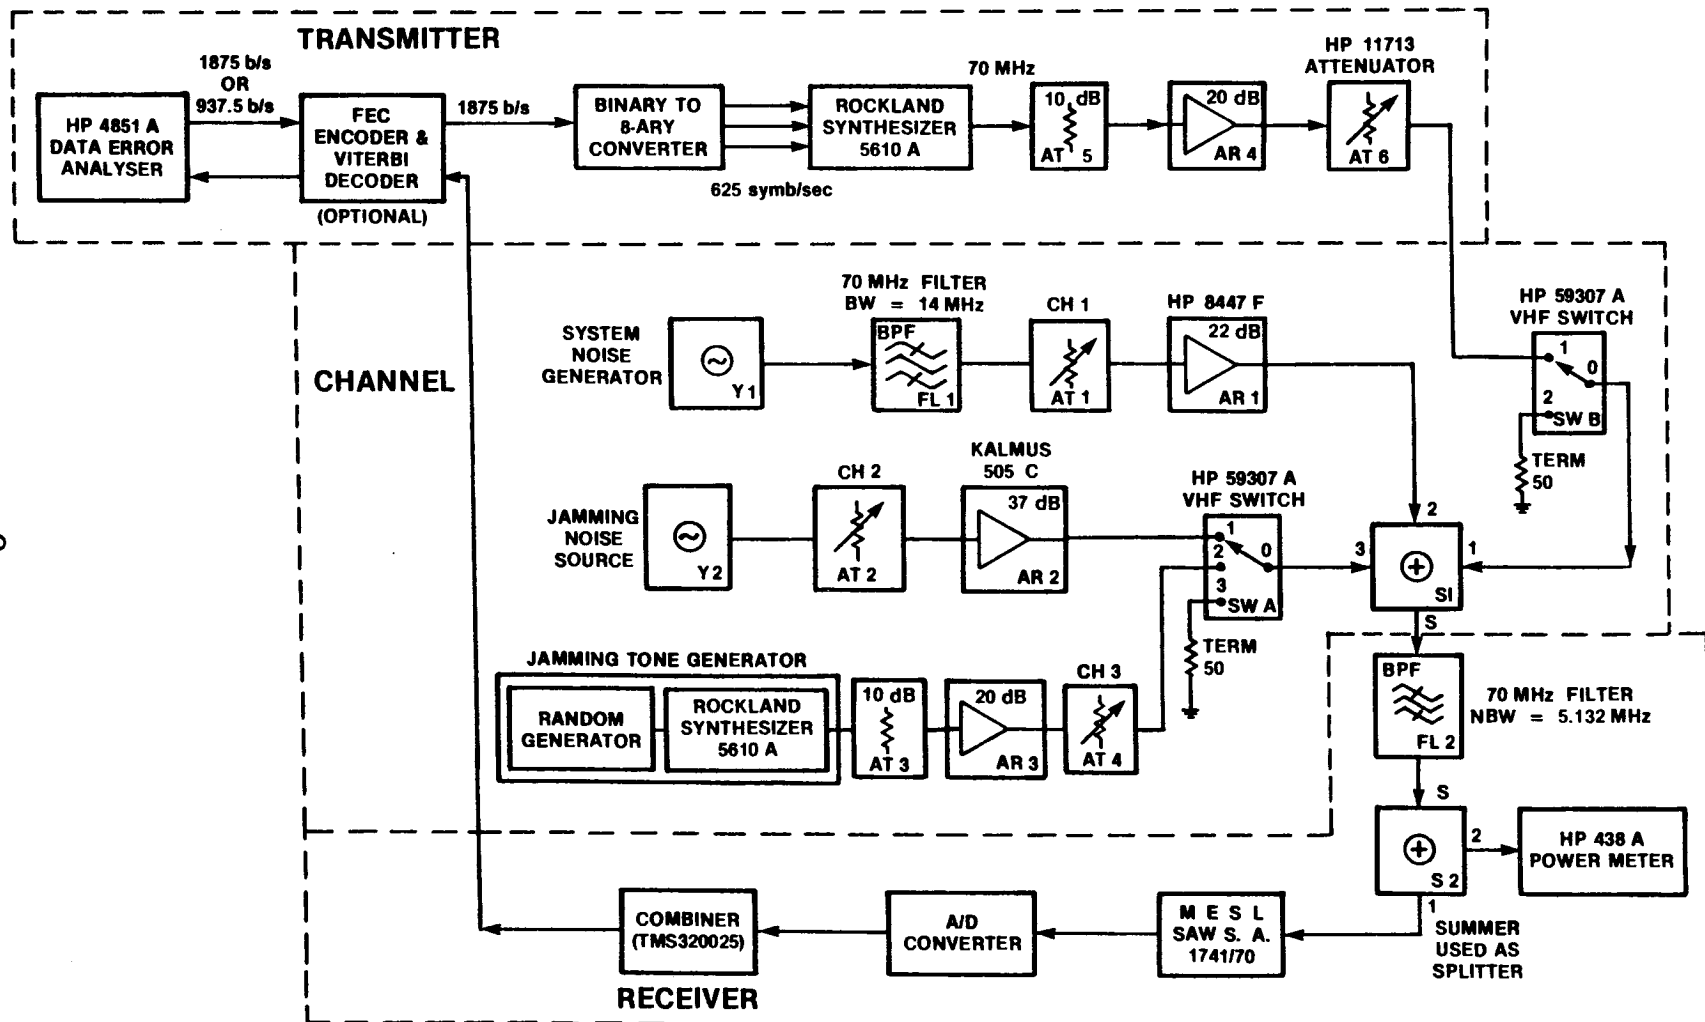 TRANSMITTER
1875 b/s
OR
937.5 b/s
HP 4851 A
DATA ERROR
ANALYSER
FEC
ENCODER &
VITERBI
DECODER
(OPTIONAL)
1875 b/s
BINARY TO
8-ARY
CONVERTER
625 symb/sec
ROCKLAND
SYNTHESIZER
5610 A
70 MHz
10 dB
AT 5
20 dB
AR 4
HP 11713
ATTENUATOR
AT 6
CHANNEL
SYSTEM
NOISE
GENERATOR
Y 1
70 MHz FILTER
BW = 14 MHz
BPF
FL 1
CH 1
AT 1
HP 8447 F
22 dB
AR 1
HP 59307 A
VHF SWITCH
1
0
2
SW B
TERM
50
JAMMING
NOISE
SOURCE
Y 2
CH 2
AT 2
KALMUS
505 C
37 dB
AR 2
HP 59307 A
VHF SWITCH
1
2
0
3
SW A
TERM
50
2
3
1
SI
S
JAMMING TONE GENERATOR
RANDOM
GENERATOR
ROCKLAND
SYNTHESIZER
5610 A
10 dB
AT 3
20 dB
AR 3
CH 3
AT 4
BPF
FL 2
70 MHz FILTER
NBW = 5.132 MHz
S
2
S 2
1
HP 438 A
POWER METER
SUMMER
USED AS
SPLITTER
M E S L
SAW S. A.
1741/70
A/D
CONVERTER
COMBINER
(TMS320025)
RECEIVER